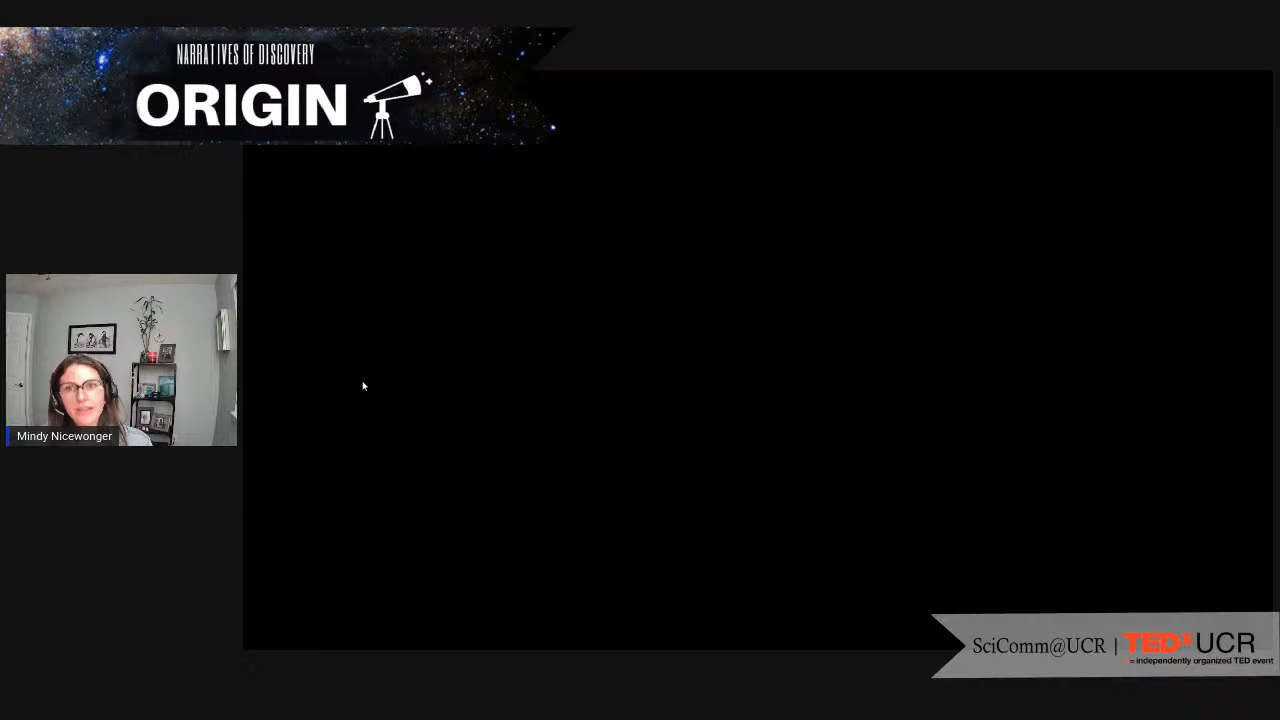 NARRATIVES OF DISCOVERY
ORIGIN
Mindy Nicewonger
SciComm@UCR | TEDxUCR
x = independently organized TED event